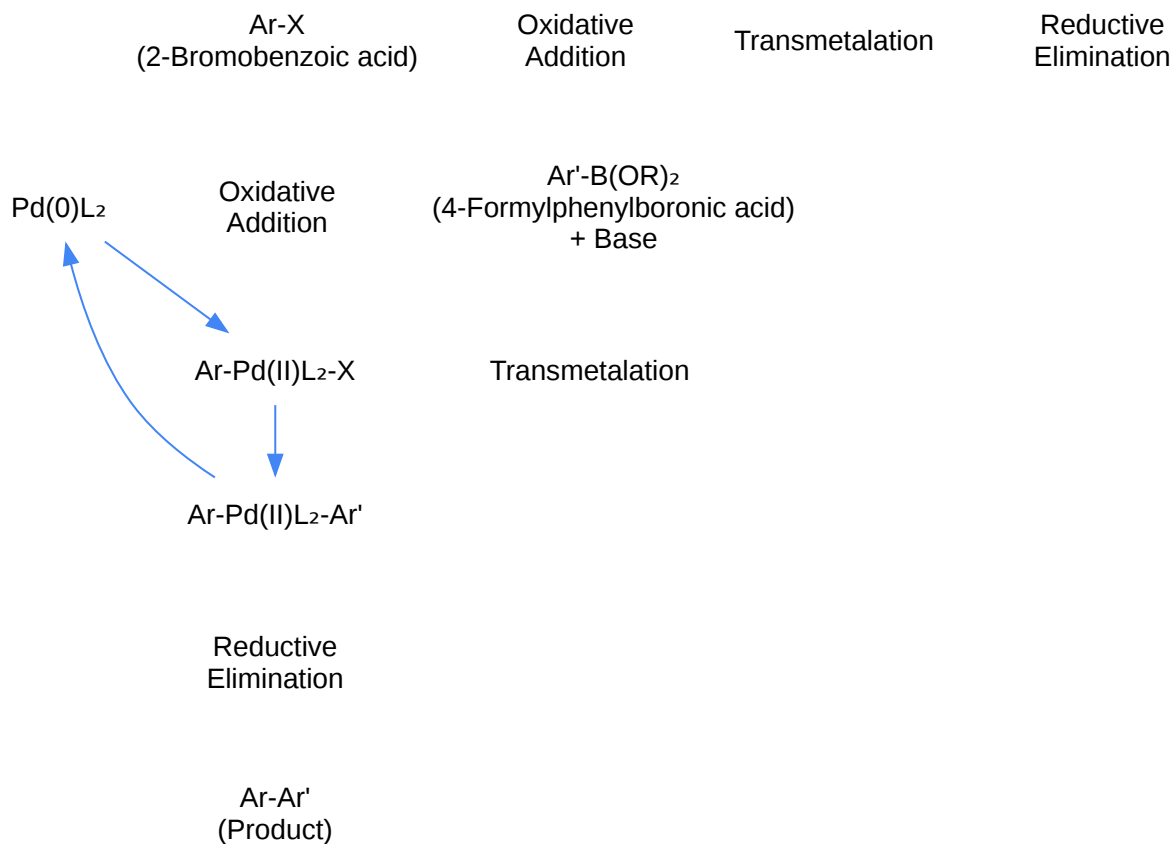 Ar-X
(2-Bromobenzoic acid)
Oxidative
Addition
Transmetalation
Reductive
Elimination
Pd(0)L₂
Oxidative
Addition
Ar'-B(OR)₂
(4-Formylphenylboronic acid)
+ Base
Ar-Pd(II)L₂-X
Transmetalation
Ar-Pd(II)L₂-Ar'
Reductive
Elimination
Ar-Ar'
(Product)